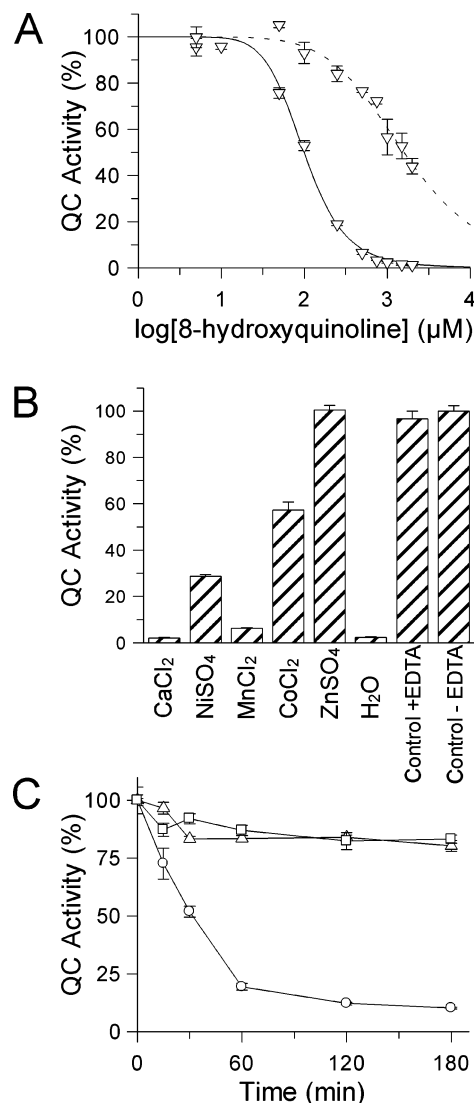 A
QC Activity (%)
100
80
60
40
20
0
0 1 2 3 4
log[8-hydroxyquinoline] (µM)
B
QC Activity (%)
100
80
60
40
20
0
CaCl2
NiSO4
MnCl2
CoCl2
ZnSO4
H2O
Control +EDTA
Control - EDTA
C
QC Activity (%)
100
75
50
25
0
0 60 120 180
Time (min)